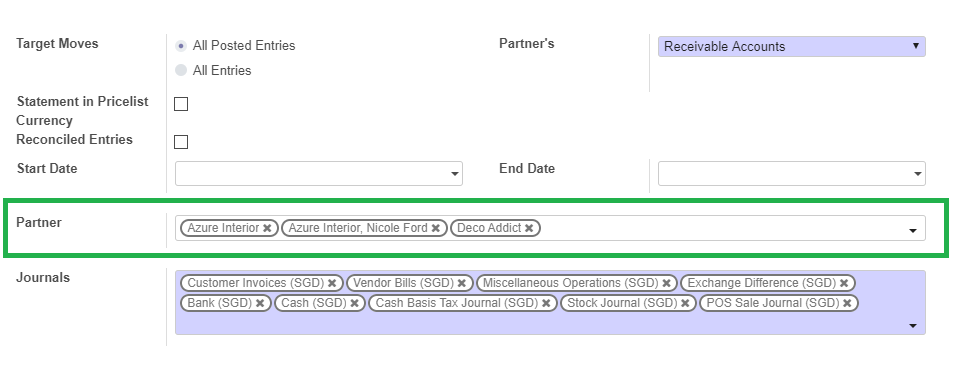 Target Moves
All Posted Entries
Partner's
Receivable Accounts
All Entries
Statement in Pricelist
Currency
Reconciled Entries
Start Date
End Date
Partner
Azure Interior ✖ Azure Interior, Nicole Ford ✖ Deco Addict ✖
Journals
Customer Invoices (SGD) ✖ Vendor Bills (SGD) ✖ Miscellaneous Operations (SGD) ✖ Exchange Difference (SGD) ✖
Bank (SGD) ✖ Cash (SGD) ✖ Cash Basis Tax Journal (SGD) ✖ Stock Journal (SGD) ✖ POS Sale Journal (SGD) ✖